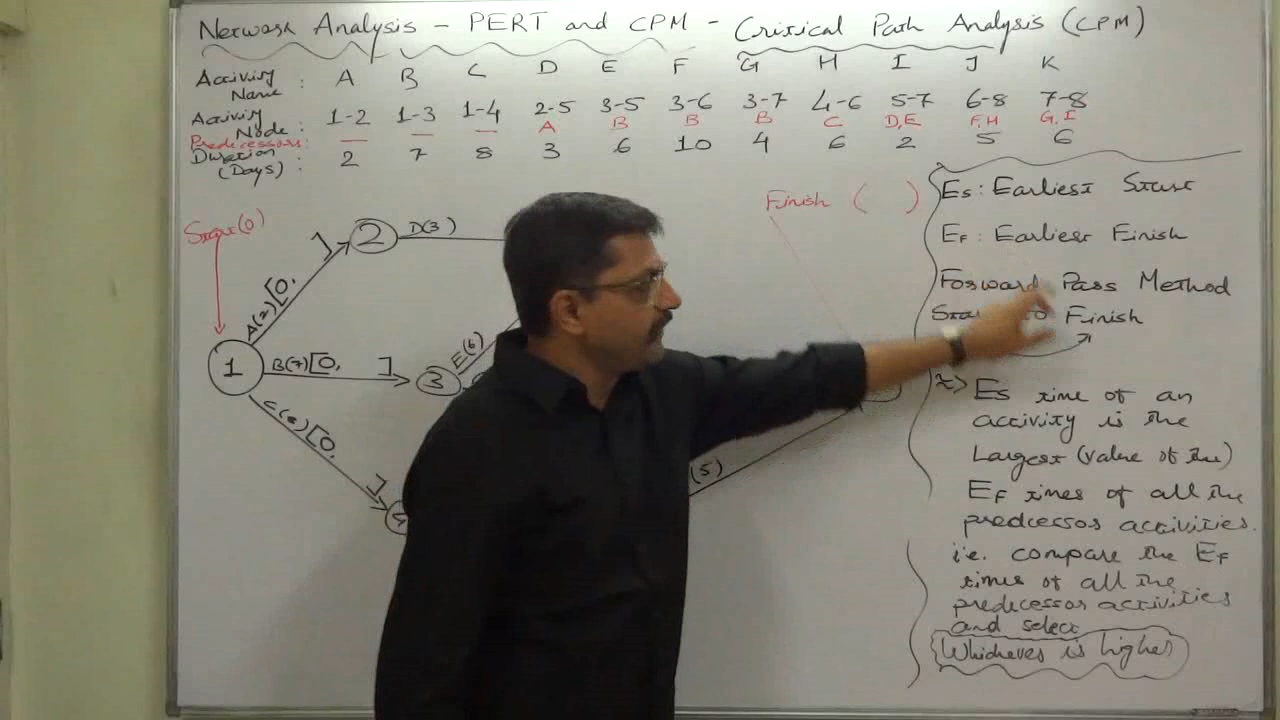 Network Analysis - PERT and CPM - Critical Path Analysis (CPM)
Activity Name : A B C D E F G H I J K
Activity Node : 1-2 1-3 1-4 2-5 3-5 3-6 3-7 4-6 5-7 6-8 7-8
Predecessors: — — — A B B B C D,E F,H G,I
Duration (Days) : 2 7 8 3 6 10 4 6 2 5 6
Start(0)
Finish ( )
1
2
3
A(2)[0, ]
B(7)[0, ]
C(8)[0, ]
D(3)
E(6)
(5)
ES : Earliest Start
EF : Earliest Finish
Forward Pass Method
Finish
ES time of an
activity is the
Largest (value of the)
EF times of all the
predcessor activities.
i.e. compare the EF
times of all the
predecessor activities
and select
Whichever is higher